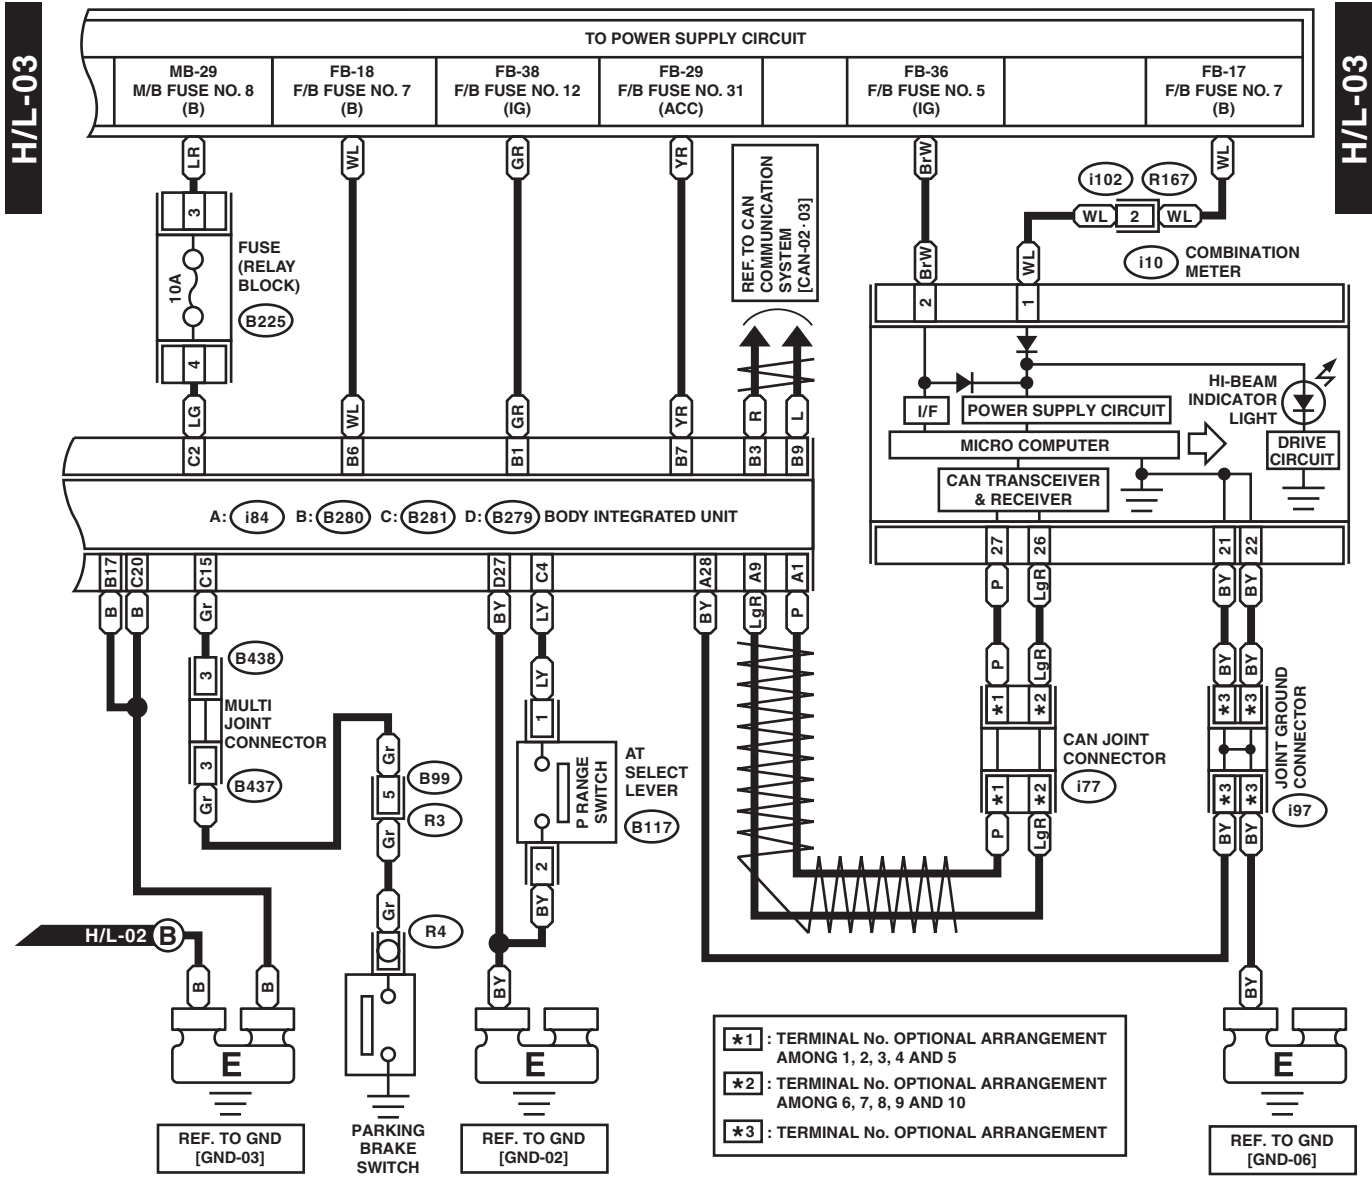 H/L-03
H/L-03
TO POWER SUPPLY CIRCUIT
MB-29
M/B FUSE NO. 8
(B)
FB-18
F/B FUSE NO. 7
(B)
FB-38
F/B FUSE NO. 12
(IG)
FB-29
F/B FUSE NO. 31
(ACC)
FB-36
F/B FUSE NO. 5
(IG)
FB-17
F/B FUSE NO. 7
(B)
LR
WL
GR
YR
BrW
WL
REF. TO CAN
COMMUNICATION
SYSTEM
[CAN-02·03]
i102
R167
WL
2
WL
3
10A
4
FUSE
(RELAY
BLOCK)
B225
BrW
WL
i10
COMBINATION
METER
2
1
LG
WL
GR
YR
R
L
I/F
POWER SUPPLY CIRCUIT
HI-BEAM
INDICATOR
LIGHT
MICRO COMPUTER
DRIVE
CIRCUIT
CAN TRANSCEIVER
& RECEIVER
C2
B6
B1
B7
B3
B9
A: i84 B: B280 C: B281 D: B279 BODY INTEGRATED UNIT
27
26
21
22
B17
C20
C15
D27
C4
A28
A9
A1
B
B
Gr
BY
LY
BY
LgR
P
P
LgR
BY
BY
3
B438
MULTI
JOINT
CONNECTOR
3
B437
Gr
Gr
5
B99
R3
Gr
Gr
R4
LY
1
P RANGE
SWITCH
AT
SELECT
LEVER
B117
2
BY
P
LgR
BY
BY
*1
*2
*3
*3
CAN JOINT
CONNECTOR
i77
JOINT GROUND
CONNECTOR
i97
*1
*2
*3
*3
P
LgR
BY
BY
H/L-02 B
B
B
BY
BY
E
E
E
REF. TO GND
[GND-03]
PARKING
BRAKE
SWITCH
REF. TO GND
[GND-02]
REF. TO GND
[GND-06]
*1 : TERMINAL No. OPTIONAL ARRANGEMENT
AMONG 1, 2, 3, 4 AND 5
*2 : TERMINAL No. OPTIONAL ARRANGEMENT
AMONG 6, 7, 8, 9 AND 10
*3 : TERMINAL No. OPTIONAL ARRANGEMENT